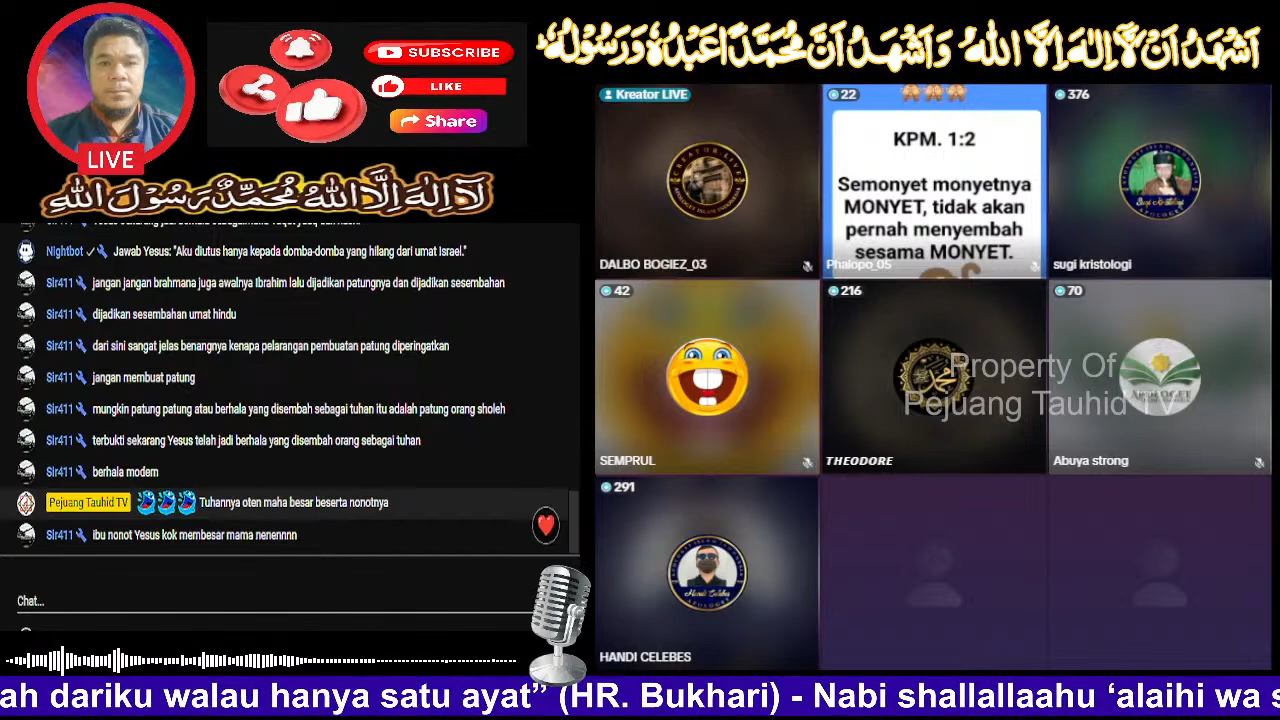 LIVE
SUBSCRIBE
LIKE
Share
اَشْهَدُ اَنْ لَّا اِلٰهَ اِلَّا اللهُ وَاَشْهَدُ اَنَّ مُحَمَّدًا عَبْدُهُ وَرَسُوْلُهُ
لَا اِلٰهَ اِلَّا اللهُ مُحَمَّدٌ رَسُوْلُ اللهِ
Nightbot Jawab Yesus: "Aku diutus hanya kepada domba-domba yang hilang dari umat Israel."
Sir411 jangan jangan brahmana juga awalnya Ibrahim lalu dijadikan patungnya dan dijadikan sesembahan
Sir411 dijadikan sesembahan umat hindu
Sir411 dari sini sangat jelas benangnya kenapa pelarangan pembuatan patung diperingatkan
Sir411 jangan membuat patung
Sir411 mungkin patung patung atau berhala yang disembah sebagai tuhan itu adalah patung orang sholeh
Sir411 terbukti sekarang Yesus telah jadi berhala yang disembah orang sebagai tuhan
Sir411 berhala modern
Pejuang Tauhid TV Tuhannya oten maha besar beserta nonotnya
Sir411 ibu nonot Yesus kok membesar mama nenennnn
Chat...
Kreator LIVE
DALBO BOGIEZ_03
22
KPM. 1:2
Semonyet monyetnya
MONYET, tidak akan
pernah menyembah
sesama MONYET.
Phalopo_05
376
Sugi Kristologi
sugi kristologi
42
SEMPRUL
216
محمد
THEODORE
70
APOLOGET
Abuya strong
Property Of
Pejuang Tauhid TV
291
Handi Celebes
APOLOGET
HANDI CELEBES
ah dariku walau hanya satu ayat” (HR. Bukhari) - Nabi shallallaahu ‘alaihi wa s